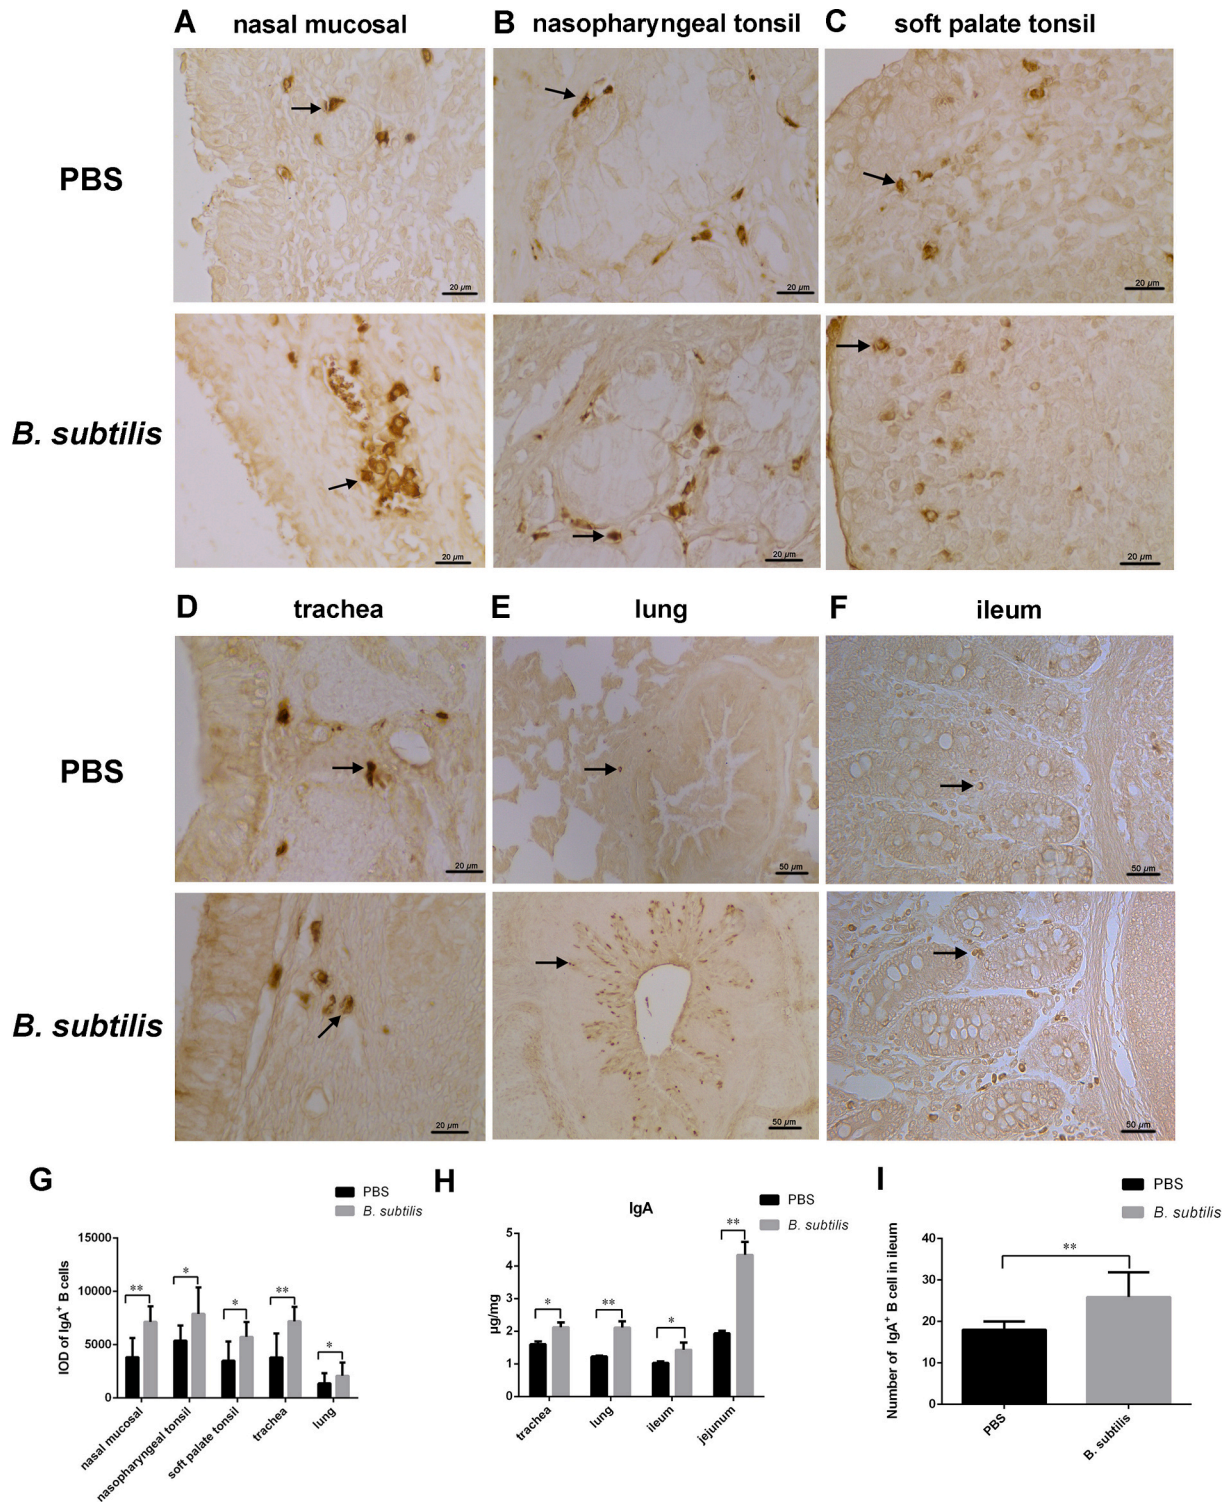 A nasal mucosal
B nasopharyngeal tonsil
C soft palate tonsil
PBS
20 µm
20 µm
20 µm
B. subtilis
20 µm
20 µm
20 µm
D trachea
E lung
F ileum
PBS
20 µm
50 µm
50 µm
B. subtilis
20 µm
50 µm
50 µm
G
PBS
B. subtilis
IOD of IgA⁺ B cells
15000
10000
5000
0
**
*
*
**
*
nasal mucosal
nasopharyngeal tonsil
soft palate tonsil
trachea
lung
H
IgA
PBS
B. subtilis
µg/mg
5
4
3
2
1
0
*
**
*
**
trachea
lung
ileum
jejunum
I
PBS
B. subtilis
Number of IgA⁺ B cell in ileum
40
30
20
10
0
**
PBS
B. subtilis